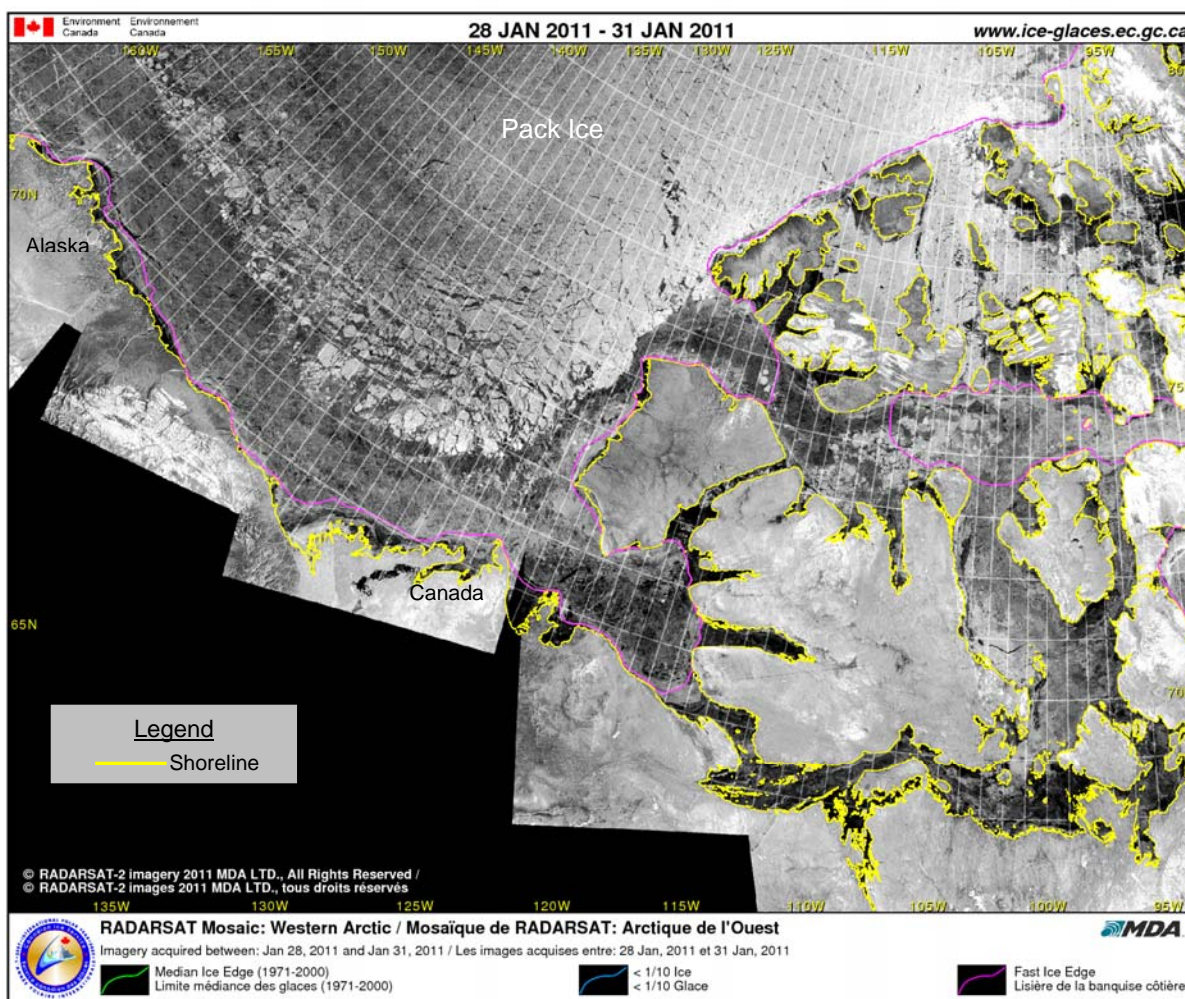 Environment Environnement
Canada Canada
28 JAN 2011 - 31 JAN 2011
www.ice-glaces.ec.gc.ca
160W 155W 150W 145W 140W 135W 130W 125W 115W 105W 95W
80
Pack Ice
70N
Alaska
75
Canada
65N
70
Legend
Shoreline
© RADARSAT-2 imagery 2011 MDA LTD., All Rights Reserved /
© RADARSAT-2 images 2011 MDA LTD., tous droits réservés
135W 130W 120W 115W 110W 105W 100W 95W
RADARSAT Mosaic: Western Arctic / Mosaïque de RADARSAT: Arctique de l'Ouest
MDA
Imagery acquired between: Jan 28, 2011 and Jan 31, 2011 / Les images acquises entre: 28 Jan, 2011 et 31 Jan, 2011
Median Ice Edge (1971-2000)
Limite médiance des glaces (1971-2000)
< 1/10 Ice
< 1/10 Glace
Fast Ice Edge
Lisière de la banquise côtière